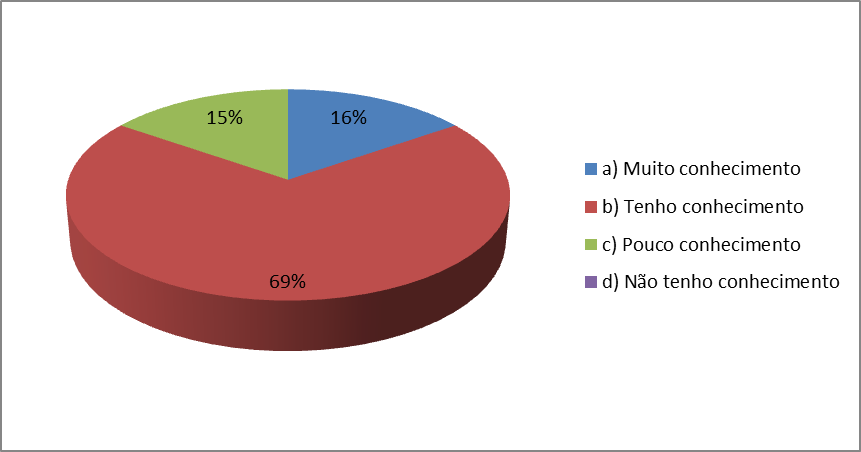 15%
16%
69%
a) Muito conhecimento
b) Tenho conhecimento
c) Pouco conhecimento
d) Não tenho conhecimento